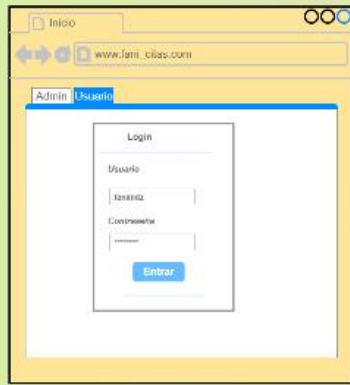 Inicio
www.fani_citas.com
Admin Usuario
Login
Usuario
Contraseña
Entrar